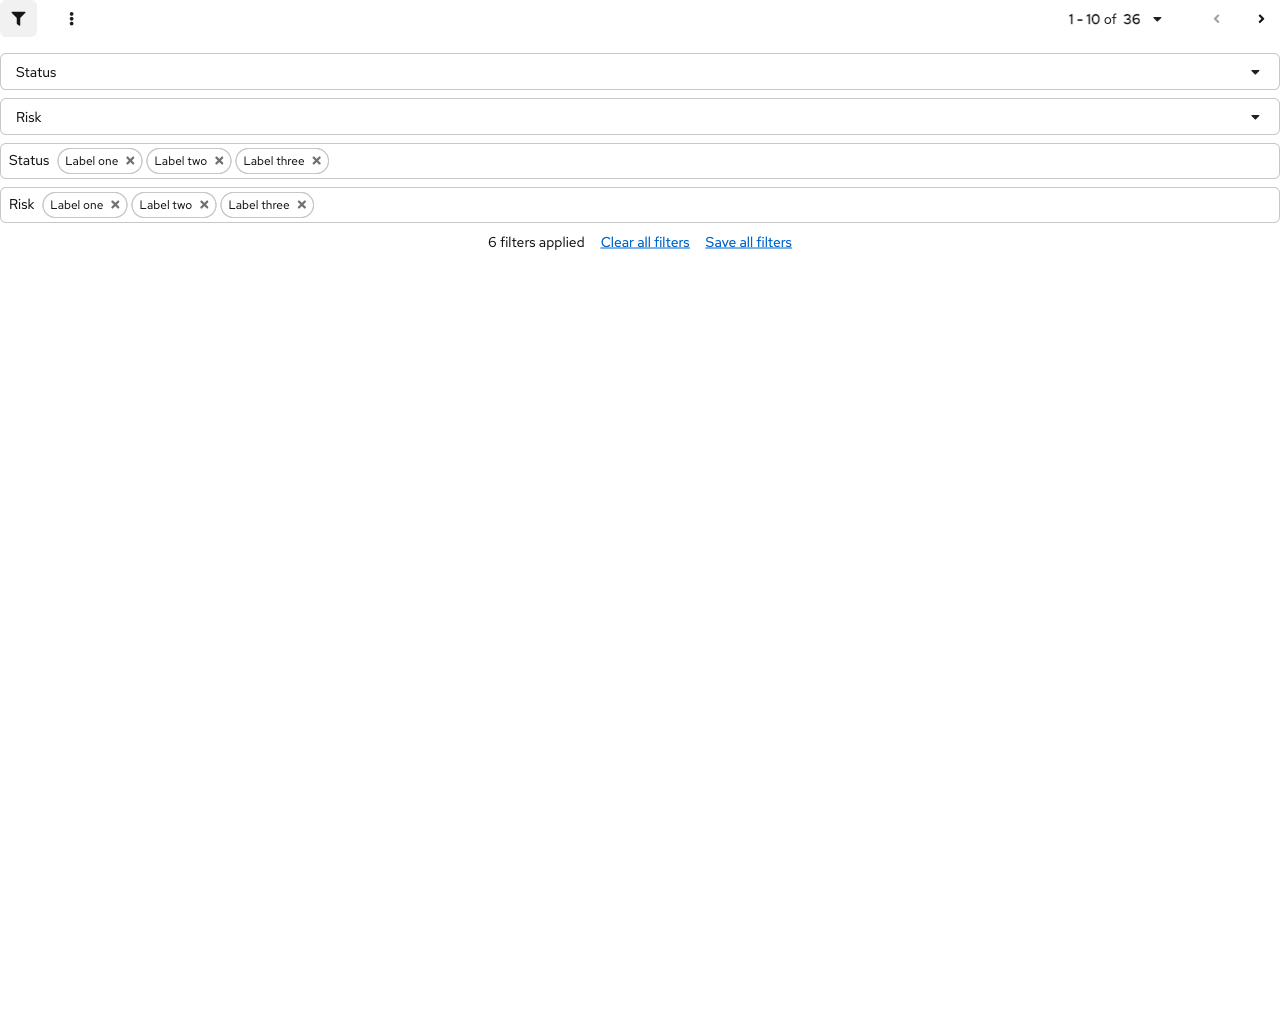 1 - 10 of 36
Status
Risk
Status Label one Label two Label three
Risk Label one Label two Label three
6 filters applied Clear all filters Save all filters